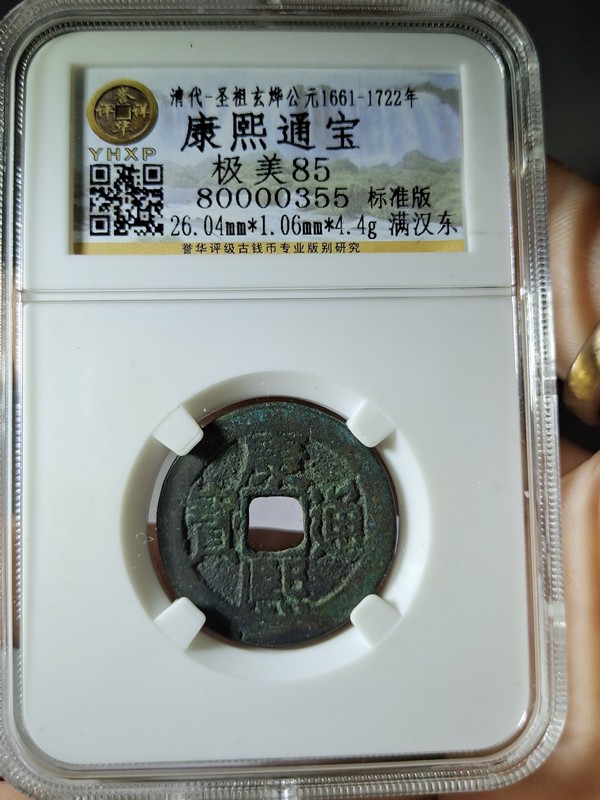 清代-圣祖玄烨公元1661-1722年
康熙通宝
YHXP
极美85
80000355 标准版
26.04mm*1.06mm*4.4g 满汉东
誉华评级古钱币专业版别研究
康熙通寶